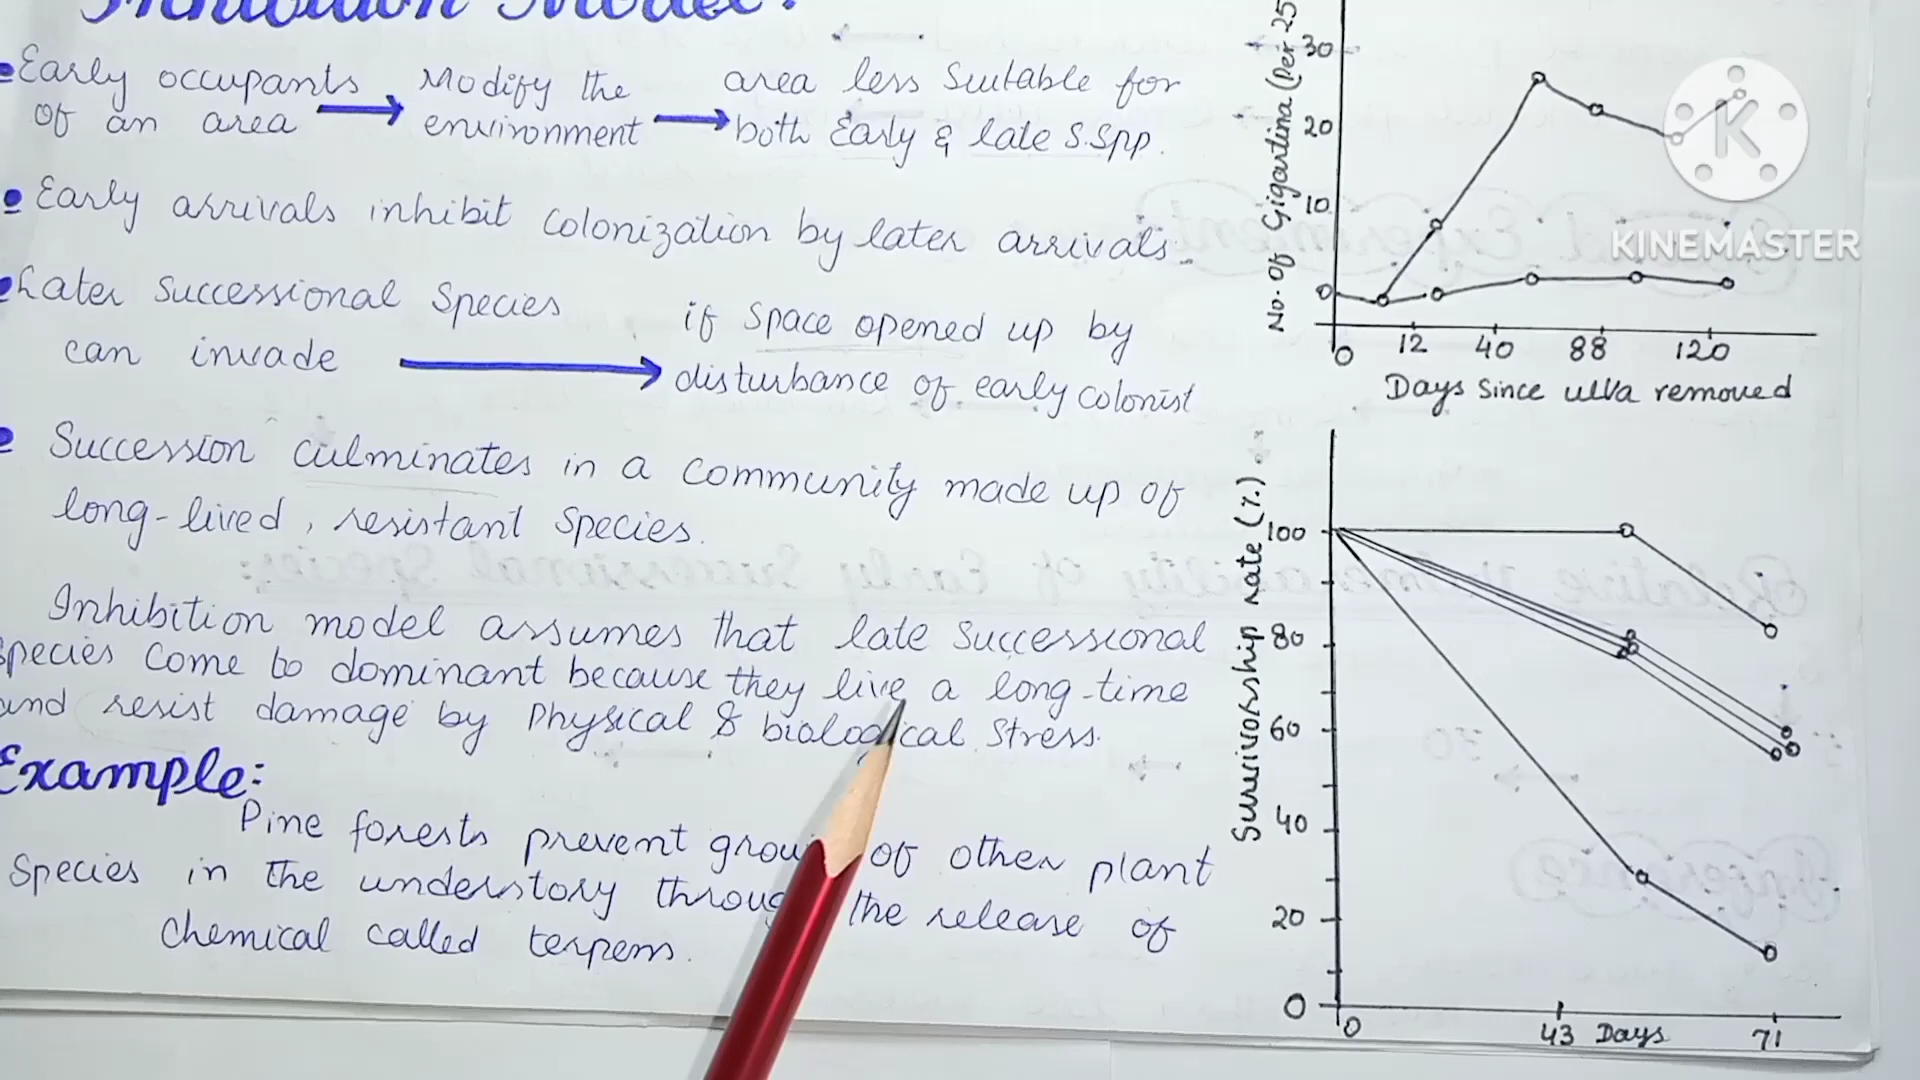 Inhibition Model:
Early occupants Modify the area less Suitable for
of an area environment both Early & late S.Spp.
Early arrivals inhibit colonization by later arrivals.
Later Successional Species if Space opened up by
can invade disturbance of early colonist
Succession culminates in a community made up of
long-lived, resistant Species.
Inhibition model assumes that late Successional
species come to dominant because they live a long-time
and resist damage by Physical & biological Stress.
Example:
Pine forests prevent of other plant
Species in the understory the release of
chemical called terpens.
No. of Gigartina (Per 25
30
20
10
0
0 12 40 88 120
Days Since ulva removed
Survivorship rate (%)
100
80
60
40
20
0
0 43 Days 71
K
KINEMASTER